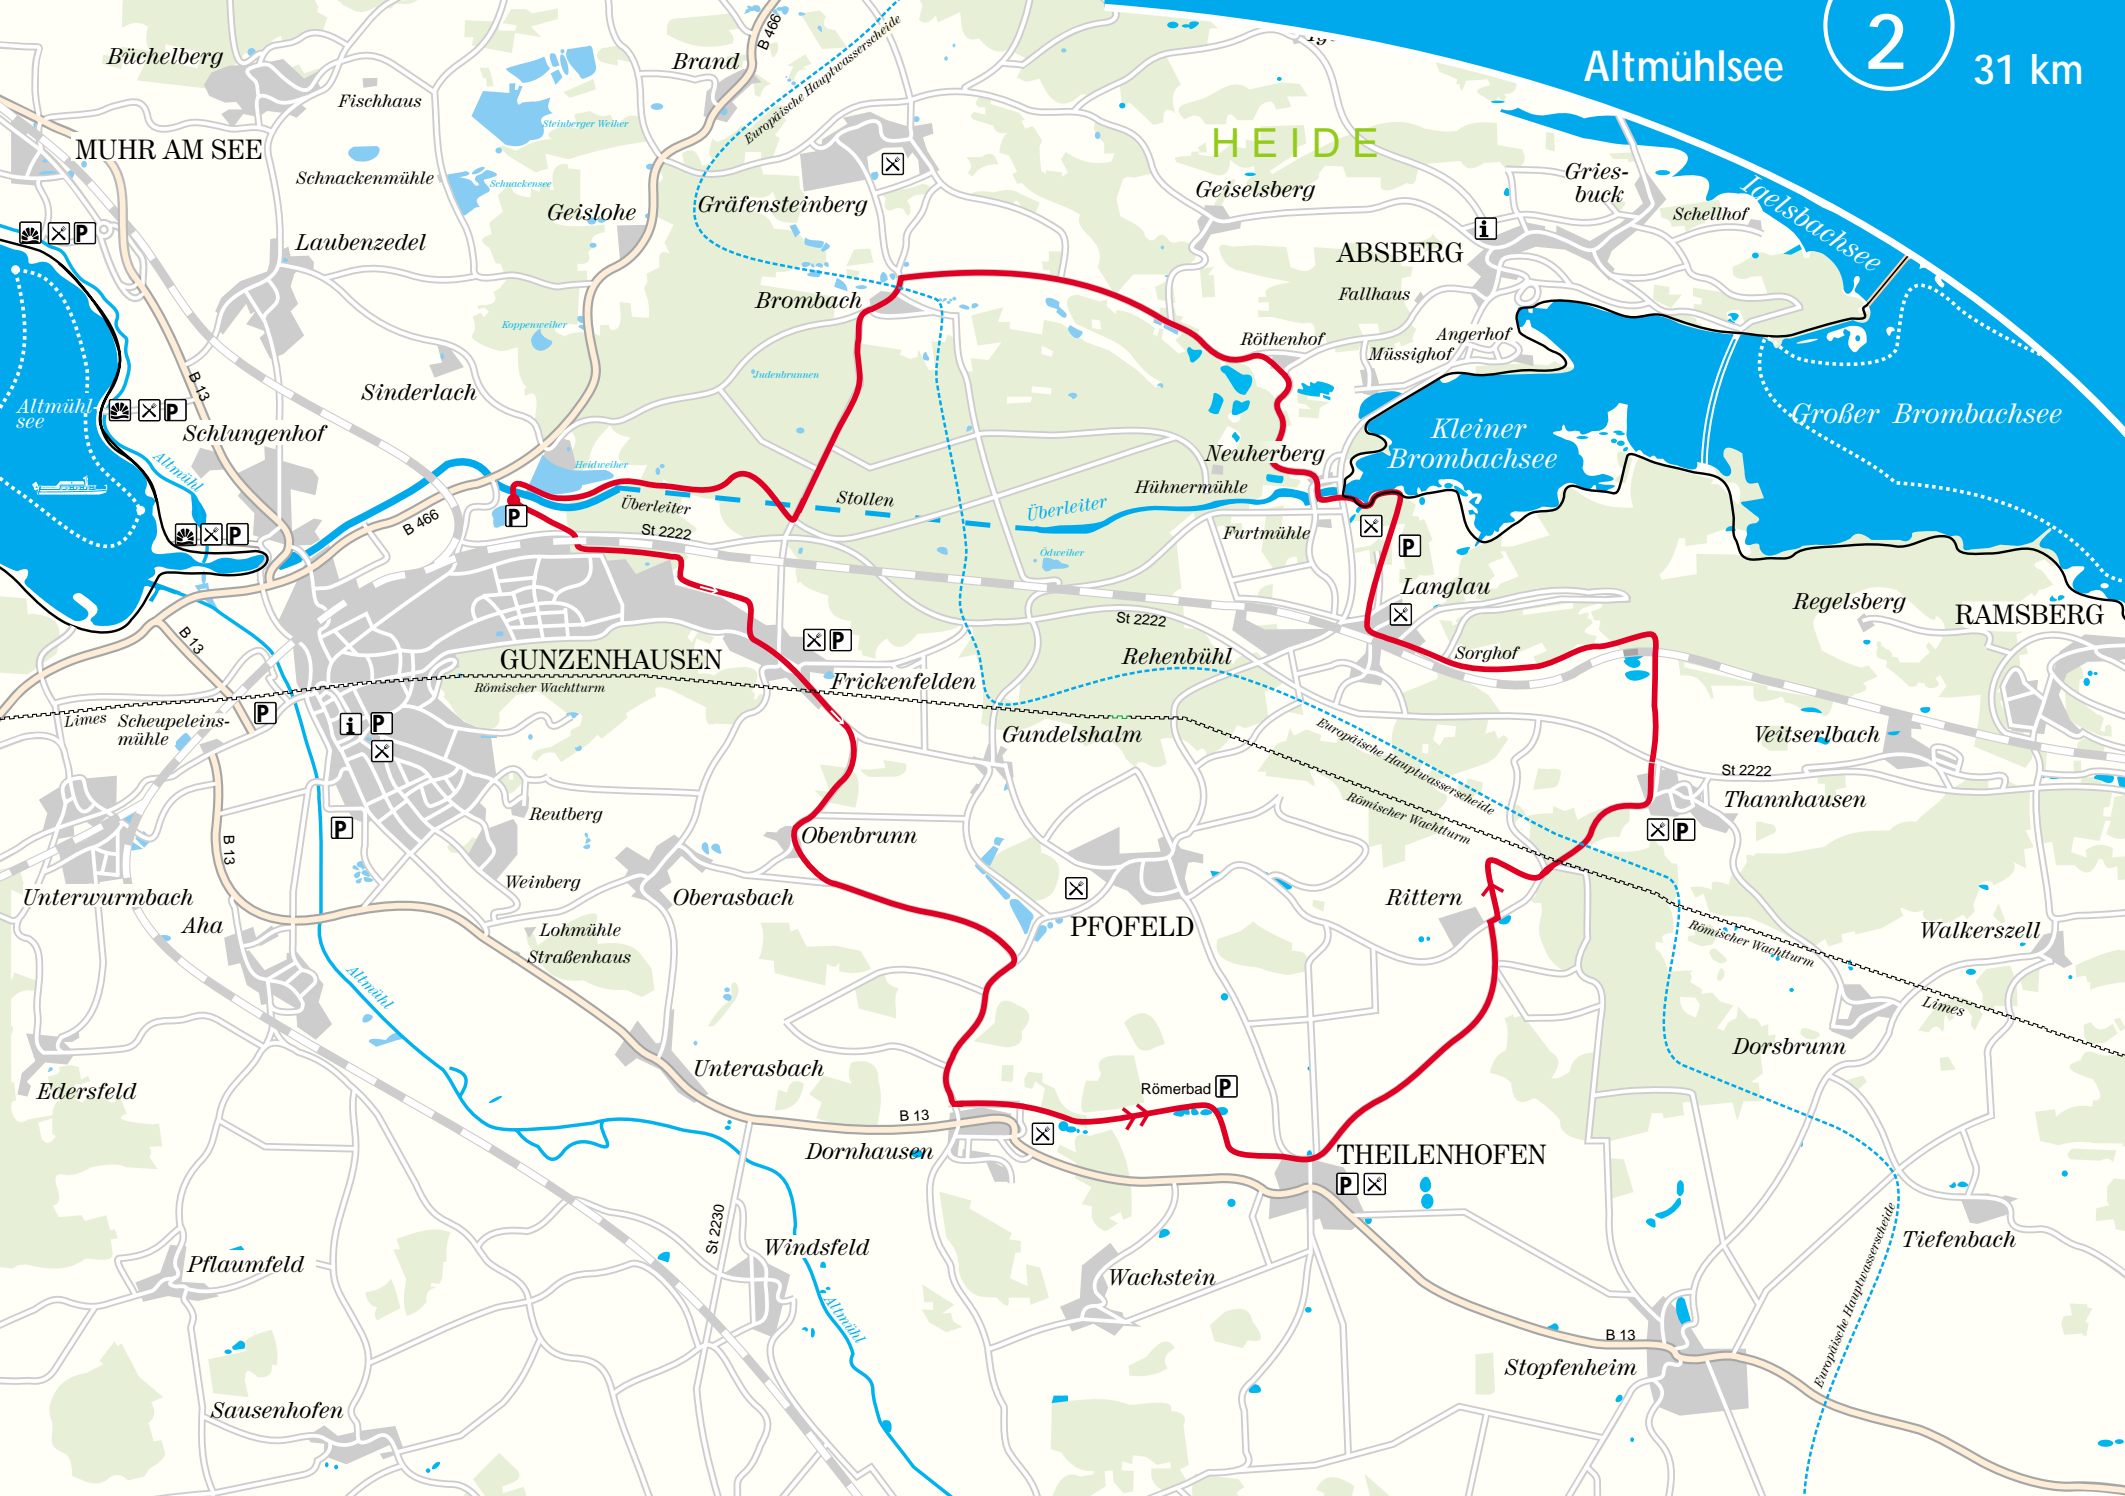 Altmühlsee
2
31 km
Büchelberg
Brand
B 466
Europäische Hauptwasserscheide
Fischhaus
Steinberger Weiher
HEIDE
MUHR AM SEE
Schnackenmühle
Schnackensee
Geislohe
Gräfensteinberg
Geiselsberg
Gries-
buck
Schellhof
Igelsbachsee
Laubenzedel
ABSBERG
Fallhaus
Brombach
Koppenweiher
Röthenhof
Angerhof
Müssighof
Judenbrunnen
B 13
Sinderlach
Altmühl-
see
Schlungenhof
Altmühl
Kleiner
Brombachsee
Großer Brombachsee
Neuherberg
Heidweiher
Überleiter
Stollen
Überleiter
Hühnermühle
B 466
P
St 2222
Furtmühle
Ödweiher
Langlau
Regelsberg
RAMSBERG
St 2222
B 13
GUNZENHAUSEN
Römischer Wachtturm
Frickenfelden
Rehenbühl
Sorghof
Limes
Scheupeleins-
mühle
Gundelshalm
Europäische Hauptwasserscheide
Veitserlbach
St 2222
Thannhausen
Römischer Wachtturm
Reutberg
Obenbrunn
B 13
Unterwurmbach
Weinberg
Oberasbach
Rittern
PFOFELD
Aha
Lohmühle
Straßenhaus
Walkerszell
Römischer Wachtturm
Altmühl
Limes
Dorsbrunn
Edersfeld
Unterasbach
Römerbad
P
B 13
Dornhausen
THEILENHOFEN
St 2230
Windsfeld
Pflaumfeld
Wachstein
Tiefenbach
Altmühl
Europäische Hauptwasserscheide
B 13
Stopfenheim
Sausenhofen